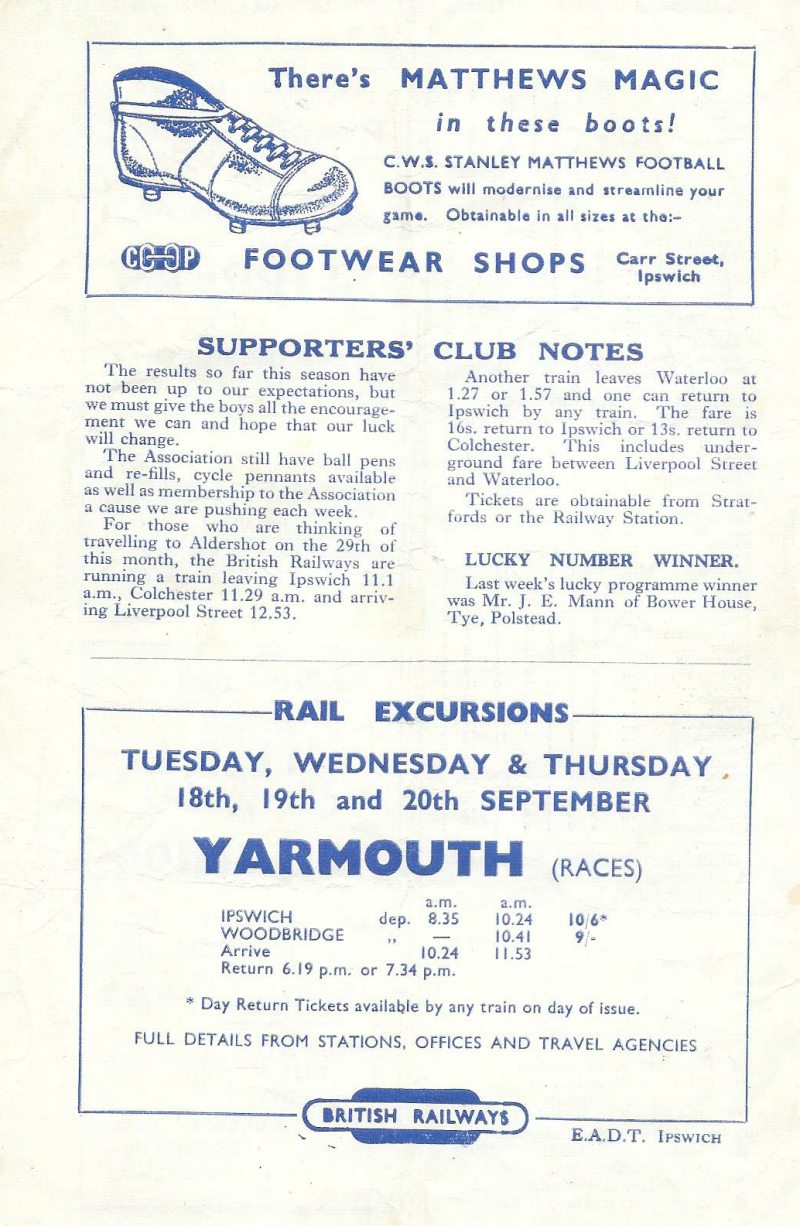 There's MATTHEWS MAGIC
in these boots!
C.W.S. STANLEY MATTHEWS FOOTBALL
BOOTS will modernise and streamline your
game. Obtainable in all sizes at the:-
CO-OP FOOTWEAR SHOPS Carr Street,
Ipswich
SUPPORTERS' CLUB NOTES
The results so far this season have
not been up to our expectations, but
we must give the boys all the encourage-
ment we can and hope that our luck
will change.
The Association still have ball pens
and re-fills, cycle pennants available
as well as membership to the Association
a cause we are pushing each week.
For those who are thinking of
travelling to Aldershot on the 29th of
this month, the British Railways are
running a train leaving Ipswich 11.1
a.m., Colchester 11.29 a.m. and arriv-
ing Liverpool Street 12.53.
Another train leaves Waterloo at
1.27 or 1.57 and one can return to
Ipswich by any train. The fare is
16s. return to Ipswich or 13s. return to
Colchester. This includes under-
ground fare between Liverpool Street
and Waterloo.
Tickets are obtainable from Strat-
fords or the Railway Station.
LUCKY NUMBER WINNER.
Last week's lucky programme winner
was Mr. J. E. Mann of Bower House,
Tye, Polstead.
RAIL EXCURSIONS
TUESDAY, WEDNESDAY & THURSDAY
18th, 19th and 20th SEPTEMBER
YARMOUTH (RACES)
a.m. a.m.
IPSWICH dep. 8.35 10.24 10/6*
WOODBRIDGE ,, — 10.41 9/-
Arrive 10.24 11.53
Return 6.19 p.m. or 7.34 p.m.
* Day Return Tickets available by any train on day of issue.
FULL DETAILS FROM STATIONS, OFFICES AND TRAVEL AGENCIES
BRITISH RAILWAYS
E.A.D.T. IPSWICH